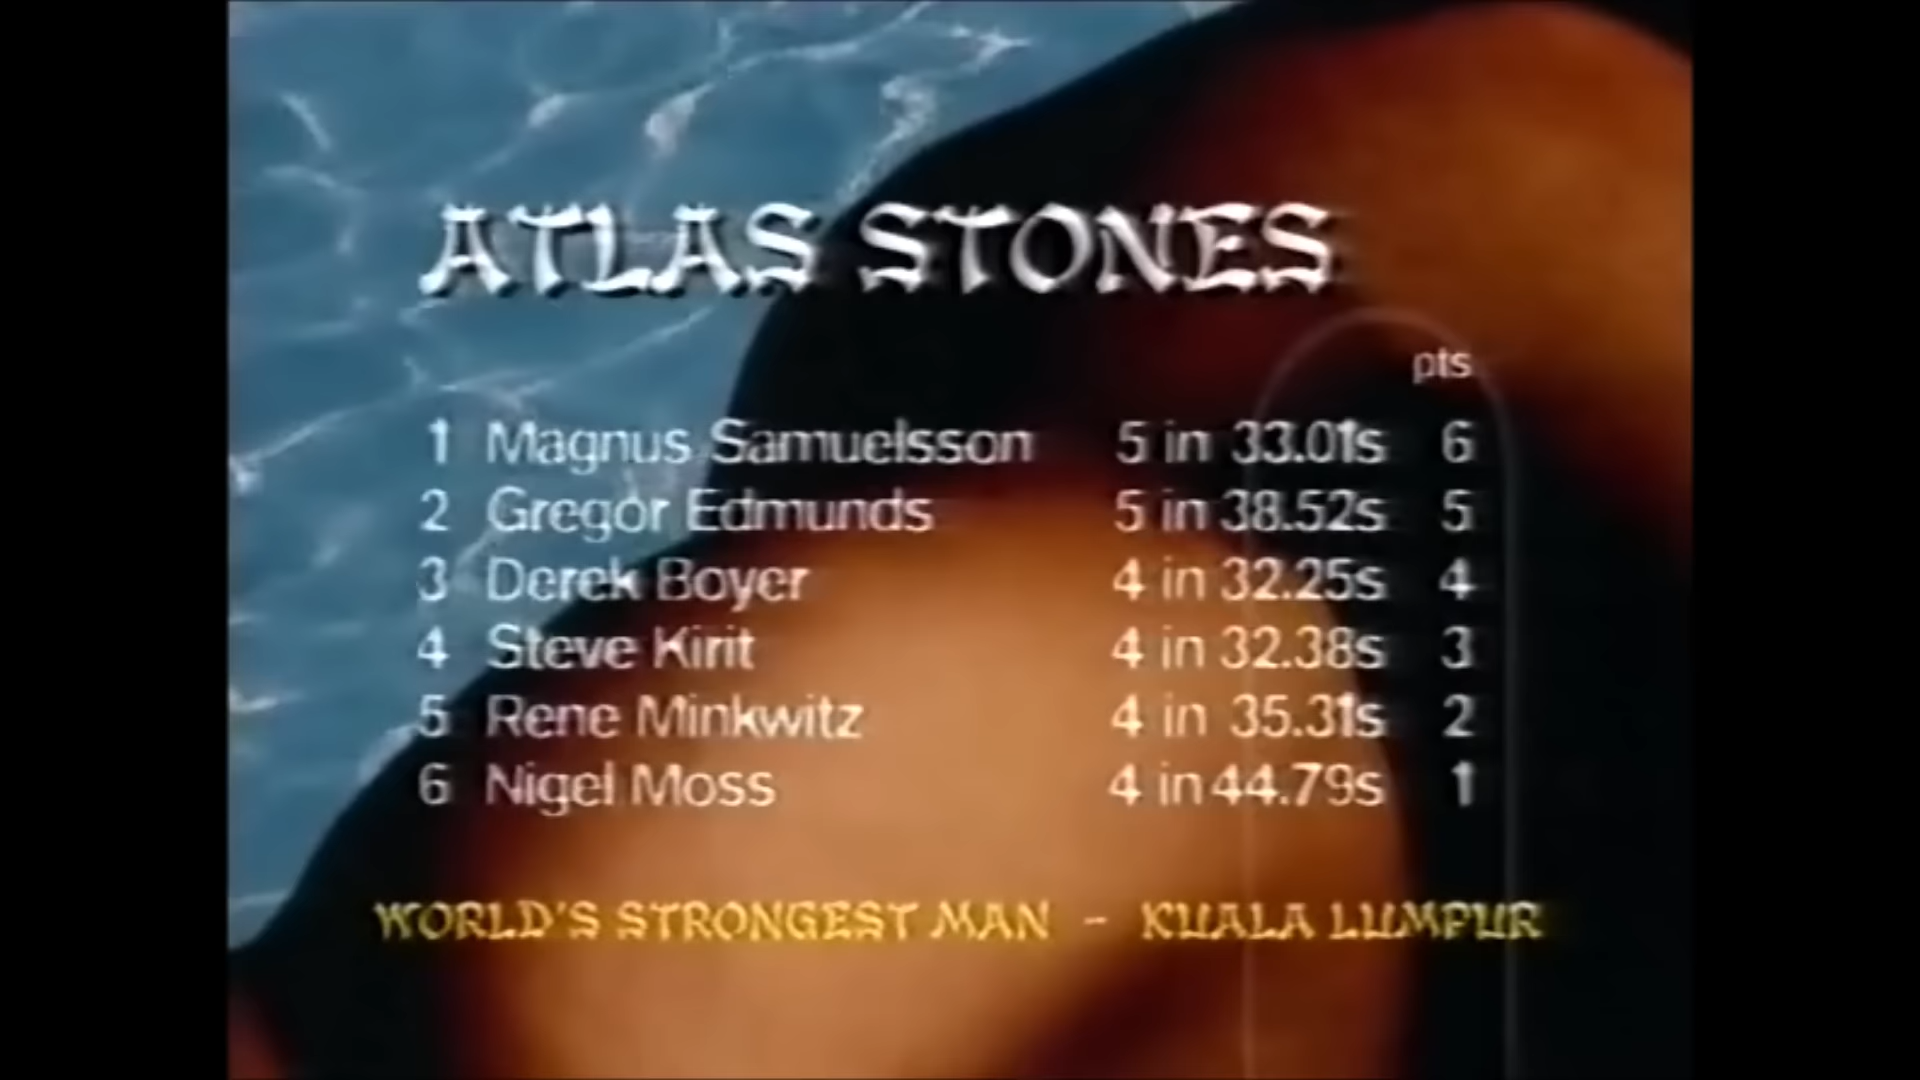 ATLAS STONES
pts
1 Magnus Samuelsson 5 in 33.01s 6
2 Gregor Edmunds 5 in 38.52s 5
3 Derek Boyer 4 in 32.25s 4
4 Steve Kirit 4 in 32.38s 3
5 Rene Minkwitz 4 in 35.31s 2
6 Nigel Moss 4 in 44.79s 1
WORLD'S STRONGEST MAN - KUALA LUMPUR